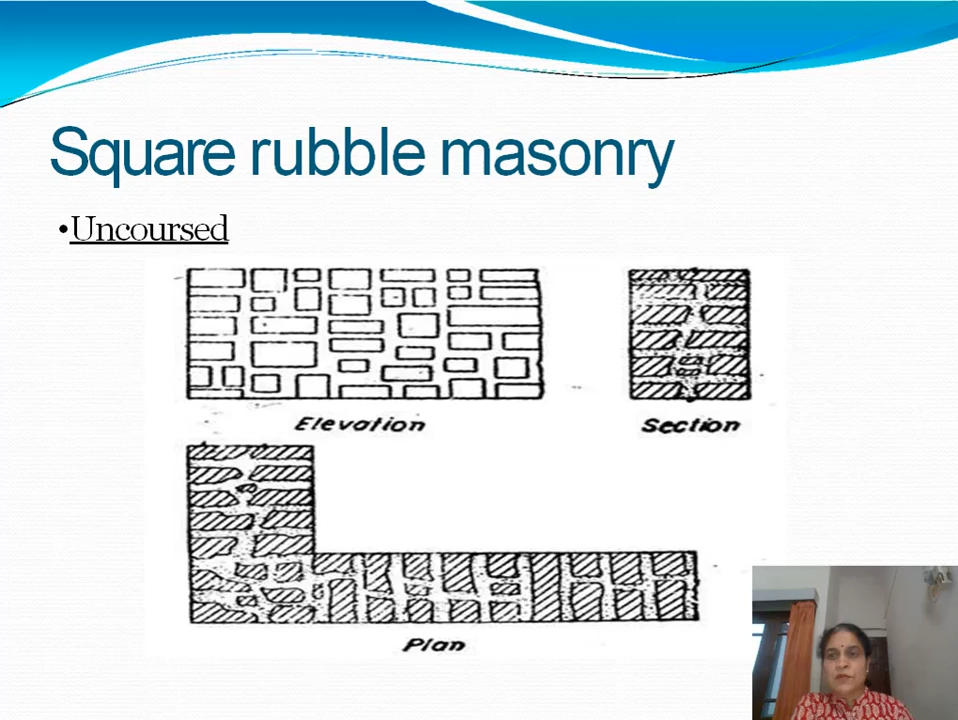 Square rubble masonry
•Uncoursed
Elevation
Section
Plan